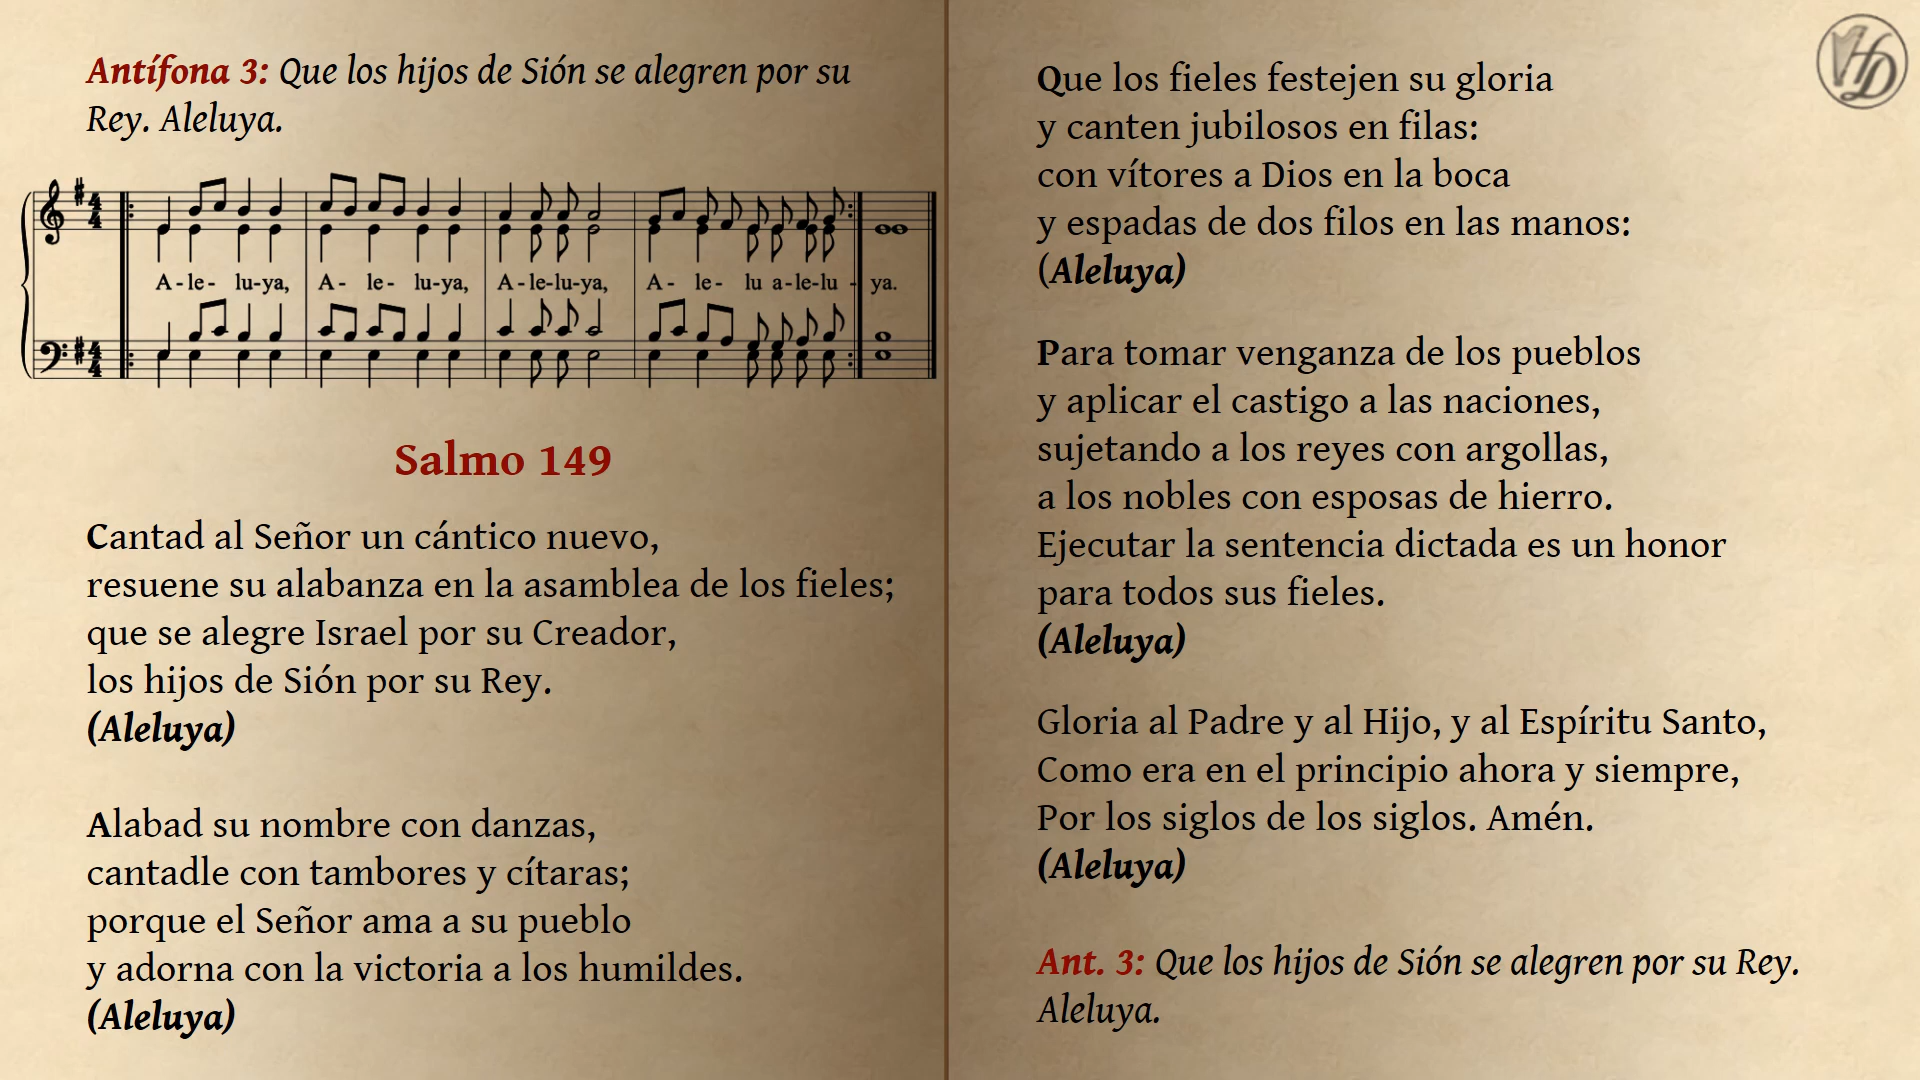 Antífona 3: Que los hijos de Sión se alegren por su
Rey. Aleluya.
A - le - lu-ya, A - le - lu-ya, A - le-lu-ya, A - le - lu a-le-lu - ya.
Salmo 149
Cantad al Señor un cántico nuevo,
resuene su alabanza en la asamblea de los fieles;
que se alegre Israel por su Creador,
los hijos de Sión por su Rey.
(Aleluya)
Alabad su nombre con danzas,
cantadle con tambores y cítaras;
porque el Señor ama a su pueblo
y adorna con la victoria a los humildes.
(Aleluya)
Que los fieles festejen su gloria
y canten jubilosos en filas:
con vítores a Dios en la boca
y espadas de dos filos en las manos:
(Aleluya)
Para tomar venganza de los pueblos
y aplicar el castigo a las naciones,
sujetando a los reyes con argollas,
a los nobles con esposas de hierro.
Ejecutar la sentencia dictada es un honor
para todos sus fieles.
(Aleluya)
Gloria al Padre y al Hijo, y al Espíritu Santo,
Como era en el principio ahora y siempre,
Por los siglos de los siglos. Amén.
(Aleluya)
Ant. 3: Que los hijos de Sión se alegren por su Rey.
Aleluya.
HD